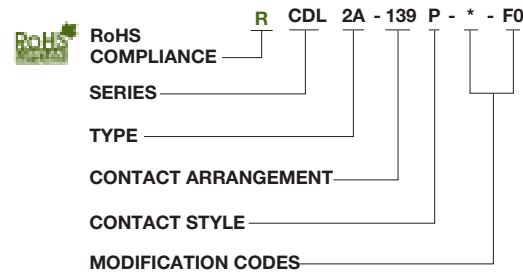 R CDL 2A - 139 P - * - F0
RoHS
RoHS
COMPLIANCE
SERIES
TYPE
CONTACT ARRANGEMENT
CONTACT STYLE
MODIFICATION CODES